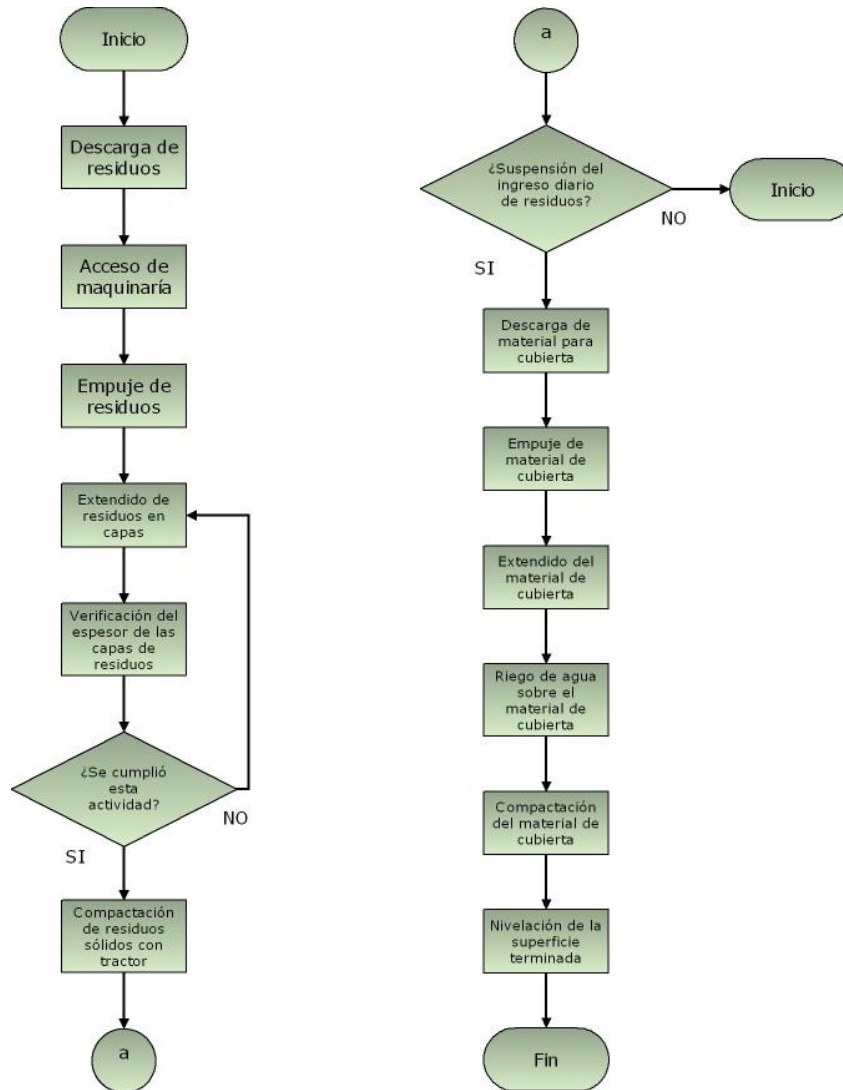 Inicio
Descarga de
residuos
Acceso de
maquinaría
Empuje de
residuos
Extendido de
residuos en
capas
Verificación del
espesor de las
capas de
residuos
¿Se cumplió
esta
actividad?
NO
SI
Compactación
de residuos
sólidos con
tractor
a
a
¿Suspensión del
ingreso diario
de residuos?
NO
Inicio
SI
Descarga de
material para
cubierta
Empuje de
material de
cubierta
Extendido del
material de
cubierta
Riego de agua
sobre el
material de
cubierta
Compactación
del material de
cubierta
Nivelación de la
superficie
terminada
Fin